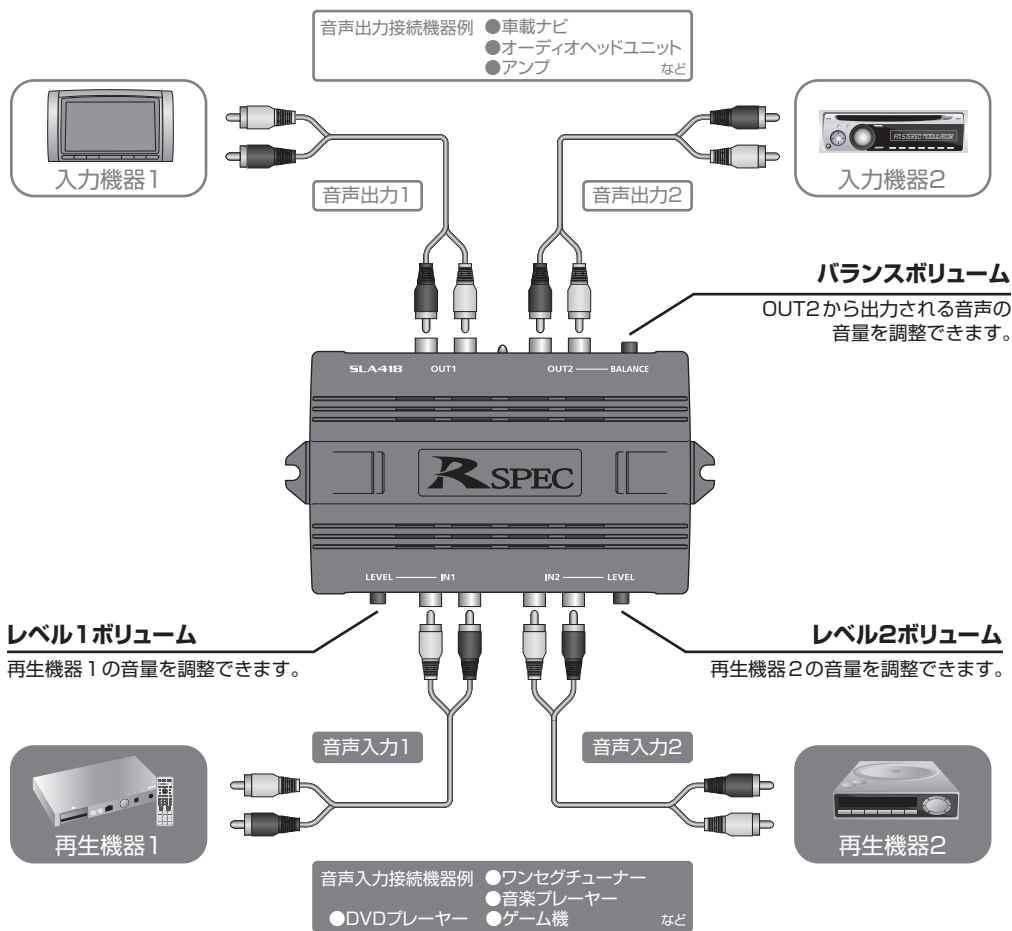 音声出力接続機器例 ●車載ナビ
●オーディオヘッドユニット
●アンプ など
入力機器1
FM STEREO MODULATOR
入力機器2
音声出力1
音声出力2
バランスボリューム
OUT2から出力される音声の
音量を調整できます。
SLA418 OUT1 OUT2 BALANCE
R SPEC
LEVEL IN1 IN2 LEVEL
レベル1ボリューム
再生機器1の音量を調整できます。
レベル2ボリューム
再生機器2の音量を調整できます。
音声入力1
音声入力2
再生機器1
再生機器2
音声入力接続機器例 ●ワンセグチューナー
●音楽プレーヤー
●DVDプレーヤー ●ゲーム機 など